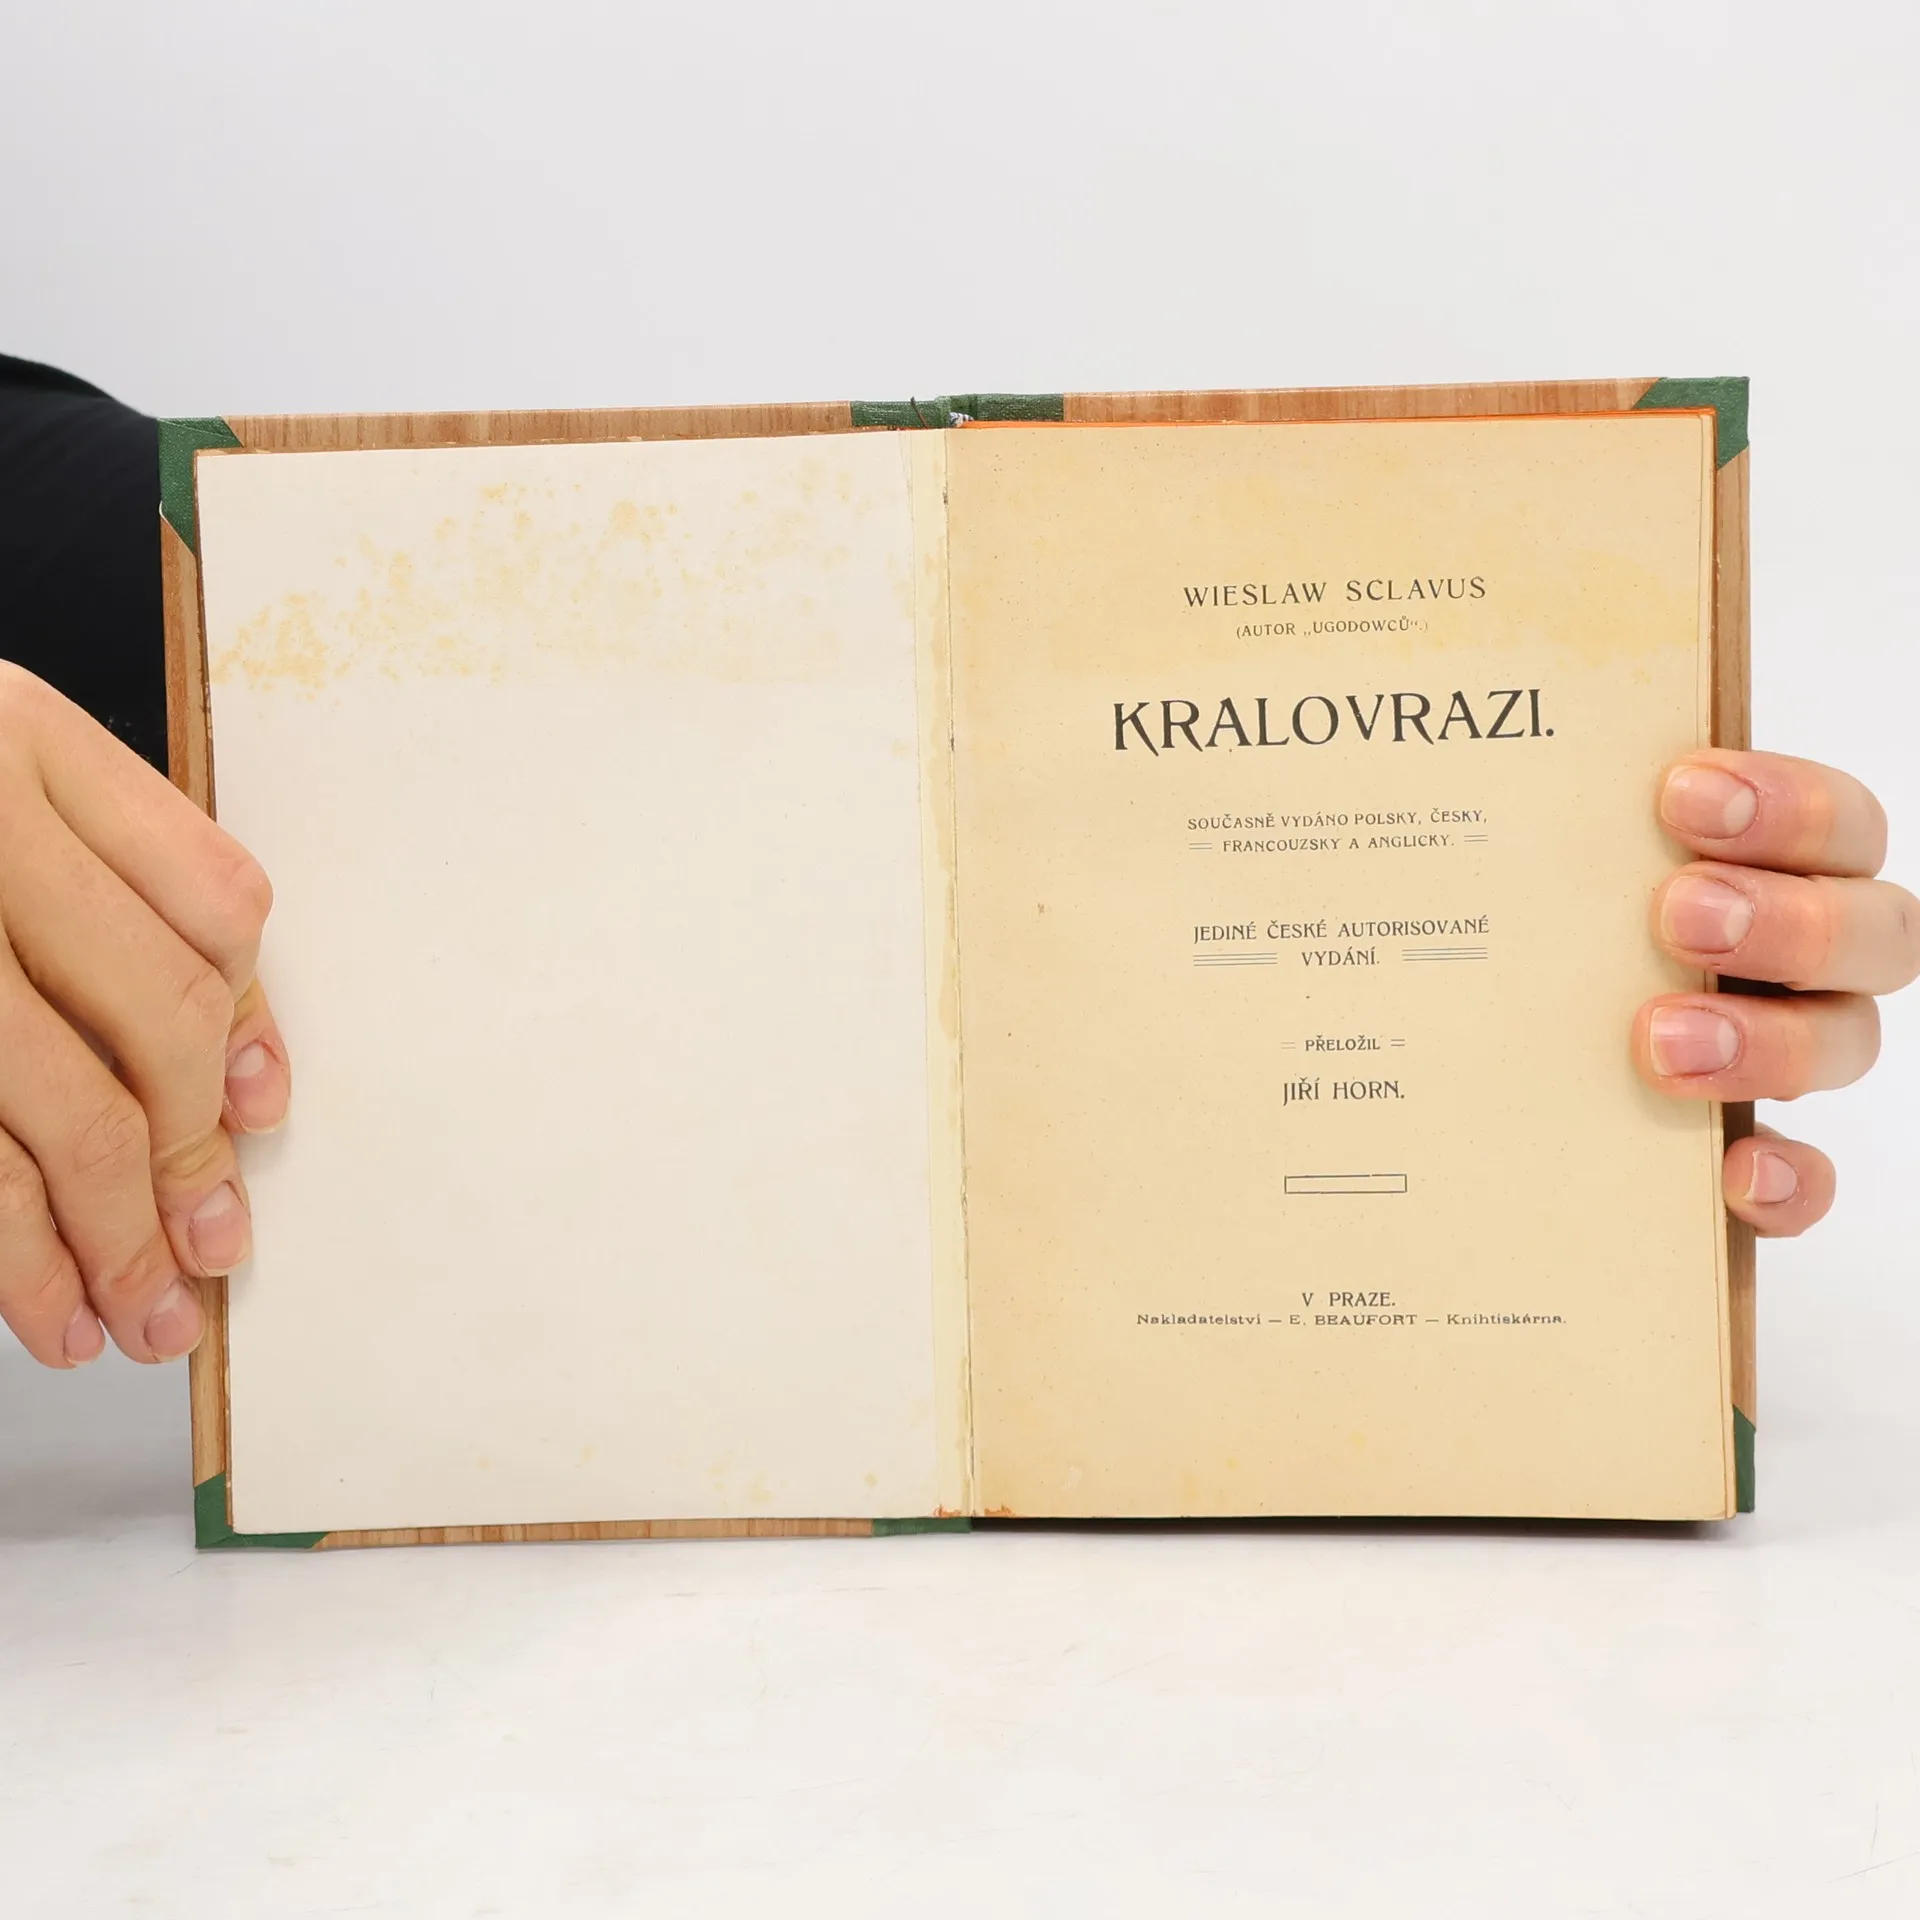 WIESLAW SCLAVUS
(AUTOR „UGODOWCŮ“.)
KRALOVRAZI.
SOUČASNĚ VYDÁNO POLSKY, ČESKY,
FRANCOUZSKY A ANGLICKY.
JEDINÉ ČESKÉ AUTORISOVANÉ
VYDÁNÍ.
PŘELOŽIL
JIŘÍ HORN.
V PRAZE.
Nakladatelství — E. BEAUFORT — Knihtiskárna.